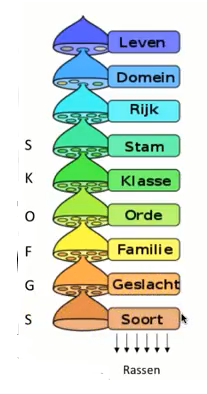 Leven
Domein
Rijk
S Stam
K Klasse
O Orde
F Familie
G Geslacht
S Soort
Rassen